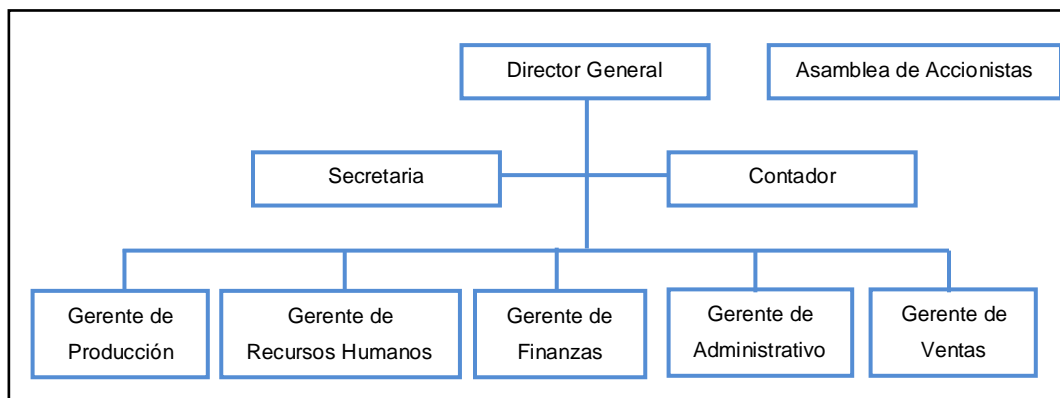 Director General
Asamblea de Accionistas
Secretaria
Contador
Gerente de
Producción
Gerente de
Recursos Humanos
Gerente de
Finanzas
Gerente de
Administrativo
Gerente de
Ventas